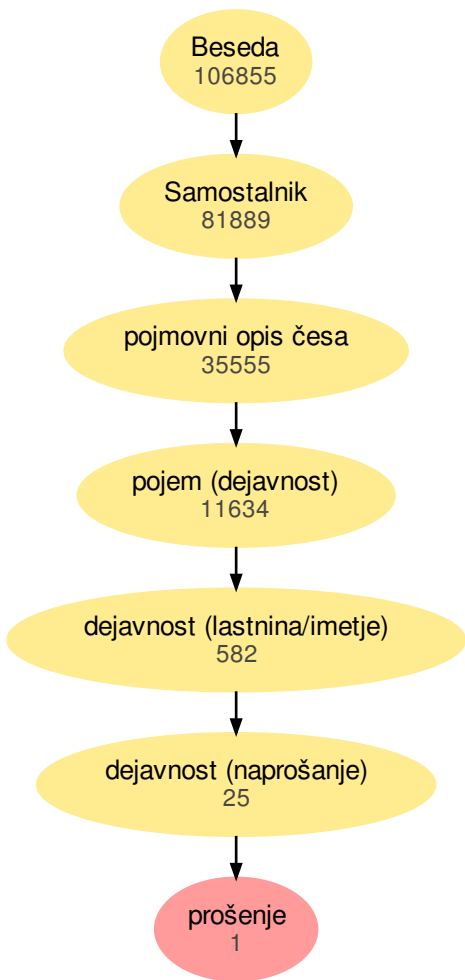 Beseda
106855
Samostalnik
81889
pojmovni opis česa
35555
pojem (dejavnost)
11634
dejavnost (lastnina/imetje)
582
dejavnost (naprošanje)
25
prošenje
1